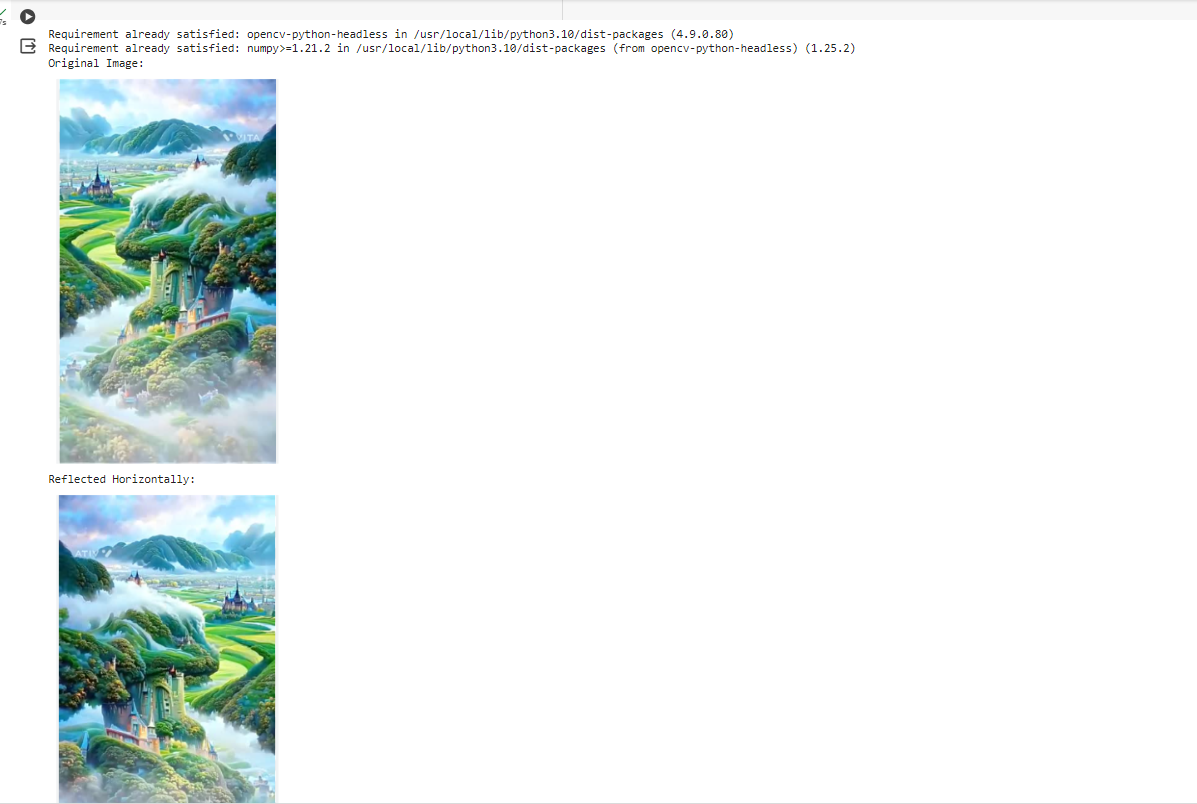 7s
Requirement already satisfied: opencv-python-headless in /usr/local/lib/python3.10/dist-packages (4.9.0.80)
Requirement already satisfied: numpy>=1.21.2 in /usr/local/lib/python3.10/dist-packages (from opencv-python-headless) (1.25.2)
Original Image:
VITA
Reflected Horizontally: